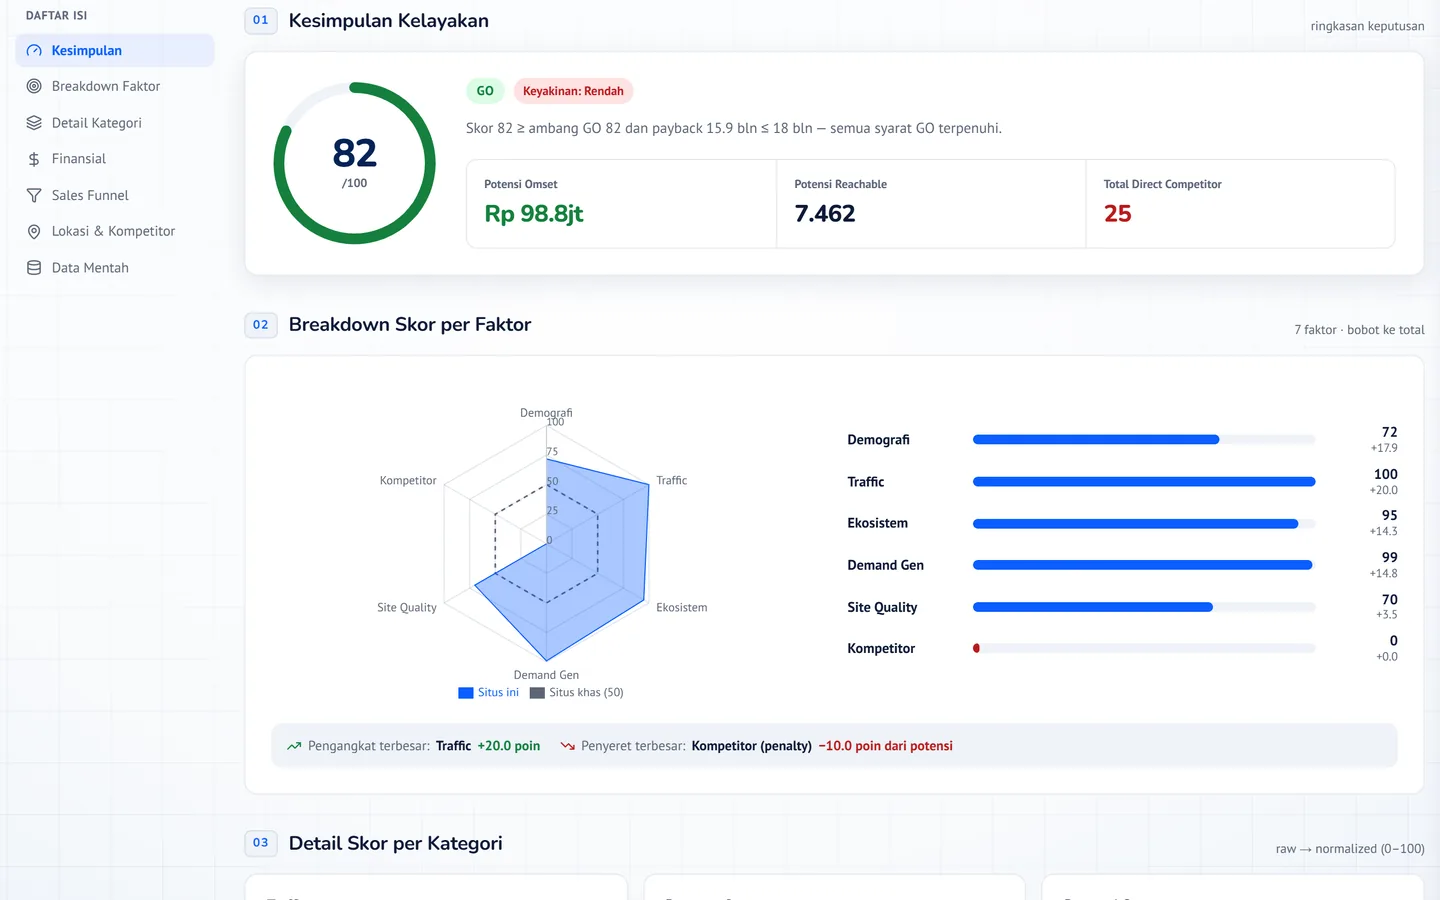 DAFTAR ISI
Kesimpulan
Breakdown Faktor
Detail Kategori
Finansial
Sales Funnel
Lokasi & Kompetitor
Data Mentah
01
Kesimpulan Kelayakan
ringkasan keputusan
82
/100
GO
Keyakinan: Rendah
Skor 82 ≥ ambang GO 82 dan payback 15.9 bln ≤ 18 bln — semua syarat GO terpenuhi.
Potensi Omset
Rp 98.8jt
Potensi Reachable
7.462
Total Direct Competitor
25
02
Breakdown Skor per Faktor
7 faktor · bobot ke total
Demografi
100
75
50
25
0
Traffic
Ekosistem
Demand Gen
Site Quality
Kompetitor
Situs ini
Situs khas (50)
Demografi
72
+17.9
Traffic
100
+20.0
Ekosistem
95
+14.3
Demand Gen
99
+14.8
Site Quality
70
+3.5
Kompetitor
0
+0.0
Pengangkat terbesar: Traffic +20.0 poin
Penyeret terbesar: Kompetitor (penalty) −10.0 poin dari potensi
03
Detail Skor per Kategori
raw → normalized (0–100)